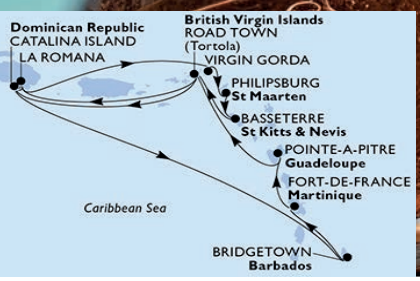 Dominican Republic
CATALINA ISLAND
LA ROMANA
British Virgin Islands
ROAD TOWN
(Tortola)
VIRGIN GORDA
PHILIPSBURG
St Maarten
BASSETERRE
St Kitts & Nevis
POINTE-A-PITRE
Guadeloupe
FORT-DE-FRANCE
Martinique
Caribbean Sea
BRIDGETOWN
Barbados